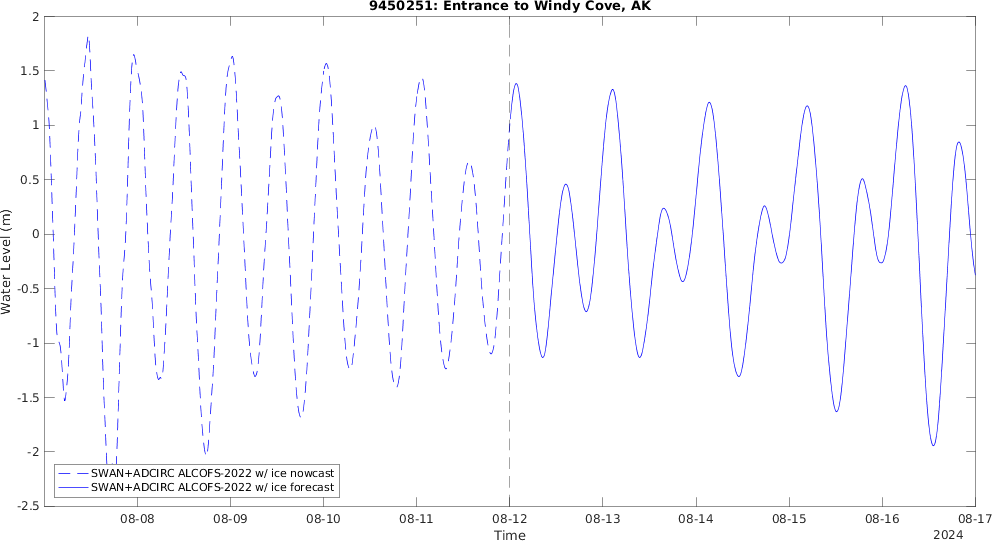 9450251: Entrance to Windy Cove, AK
Water Level (m)
2
1.5
1
0.5
0
-0.5
-1
-1.5
-2
-2.5
SWAN+ADCIRC ALCOFS-2022 w/ ice nowcast
SWAN+ADCIRC ALCOFS-2022 w/ ice forecast
08-08 08-09 08-10 08-11 08-12 08-13 08-14 08-15 08-16 08-17
Time
2024